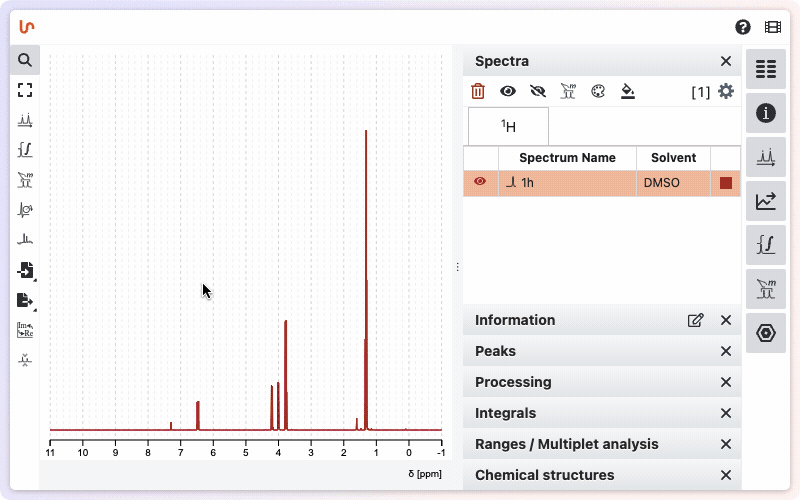 Spectra
[1]
¹H
Spectrum Name Solvent
1h DMSO
Information
Peaks
Processing
Integrals
Ranges / Multiplet analysis
Chemical structures
11 10 9 8 7 6 5 4 3 2 1 0 -1
δ [ppm]